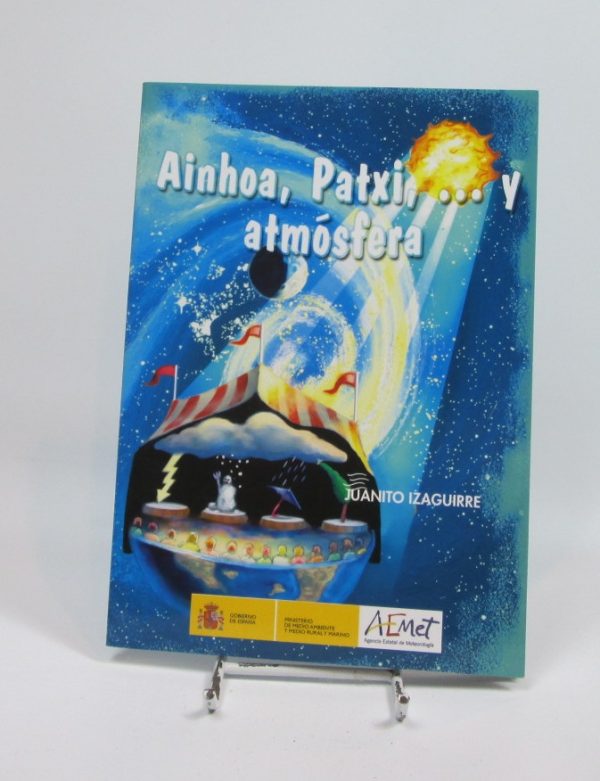 Ainhoa, Patxi, ... y
atmósfera
JUANITO IZAGUIRRE
GOBIERNO
DE ESPAÑA
MINISTERIO
DE MEDIO AMBIENTE
Y MEDIO RURAL Y MARINO
AEMet
Agencia Estatal de Meteorología